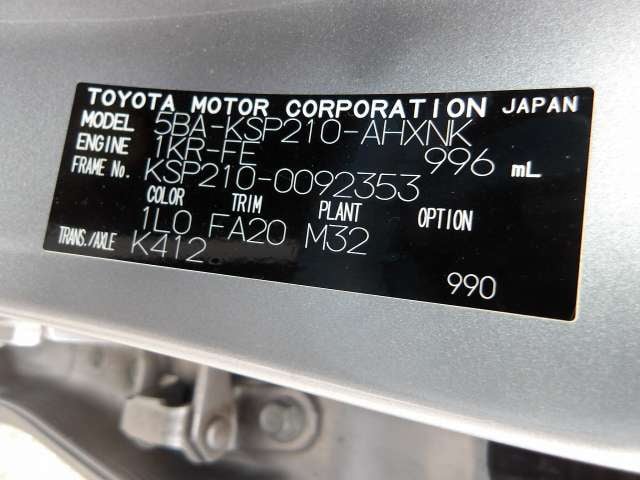 TOYOTA MOTOR CORPORATION JAPAN
MODEL 5BA-KSP210-AHXNK
ENGINE 1KR-FE 996 mL
FRAME No. KSP210-0092353
COLOR TRIM PLANT OPTION
1L0 FA20 M32
TRANS./AXLE K412
990